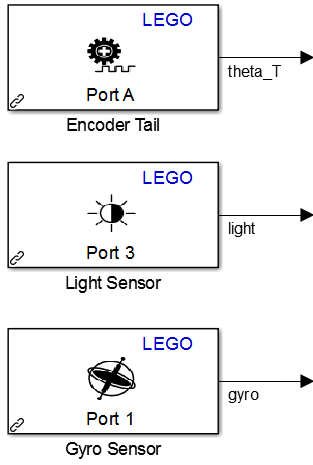 LEGO
theta_T
Port A
Encoder Tail
LEGO
light
Port 3
Light Sensor
LEGO
gyro
Port 1
Gyro Sensor